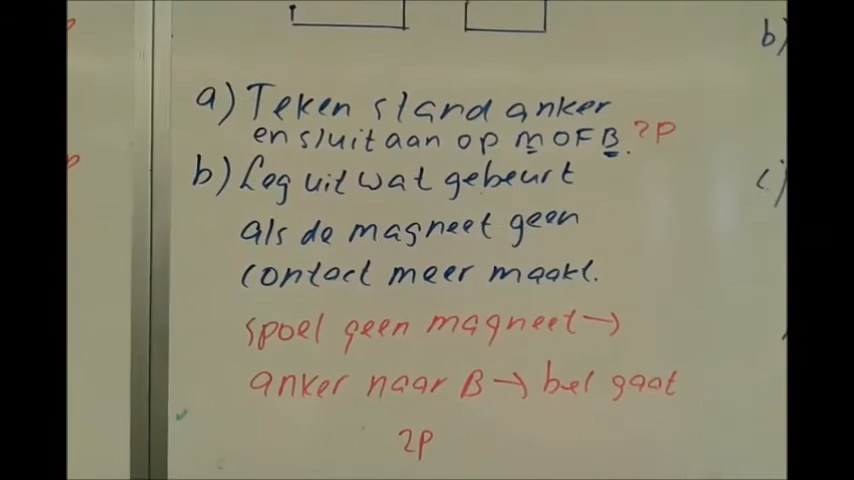 P
b)
a) Teken stand anker
en sluit aan op M OF B. 2P
P
b) Leg uit wat gebeurt
c)
als de magneet geen
contact meer maakt.
spoel geen magneet →
anker naar B → bel gaat
2P